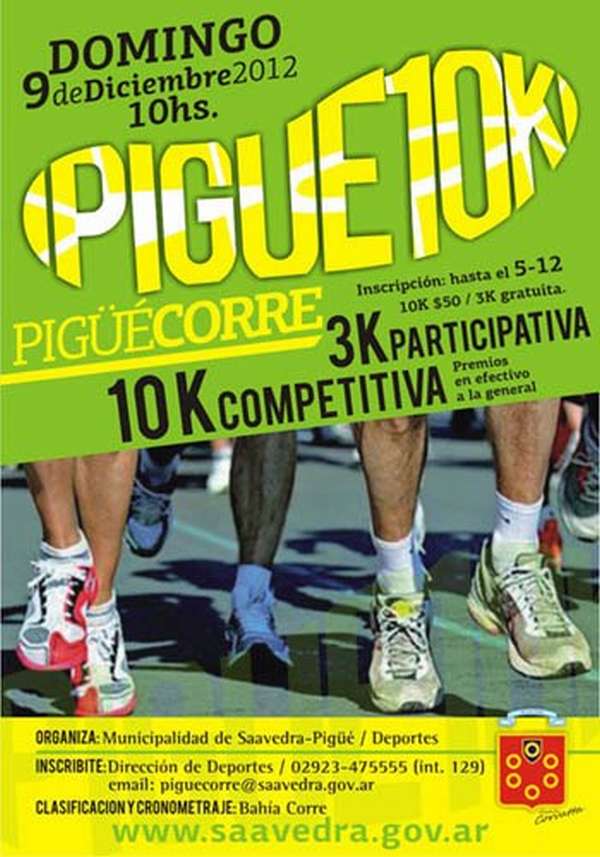 DOMINGO
9 de Diciembre 2012
10hs.
PIGUE10K
PIGÜÉCORRE
Inscripción: hasta el 5-12
10K $50 / 3K gratuita.
3K PARTICIPATIVA
10K COMPETITIVA
Premios
en efectivo
a la general
ORGANIZA: Municipalidad de Saavedra-Pigüé / Deportes
INSCRIBITE: Dirección de Deportes / 02923-475555 (int. 129)
email: piguecorre@saavedra.gov.ar
CLASIFICACION Y CRONOMETRAJE: Bahía Corre
www.saavedra.gov.ar